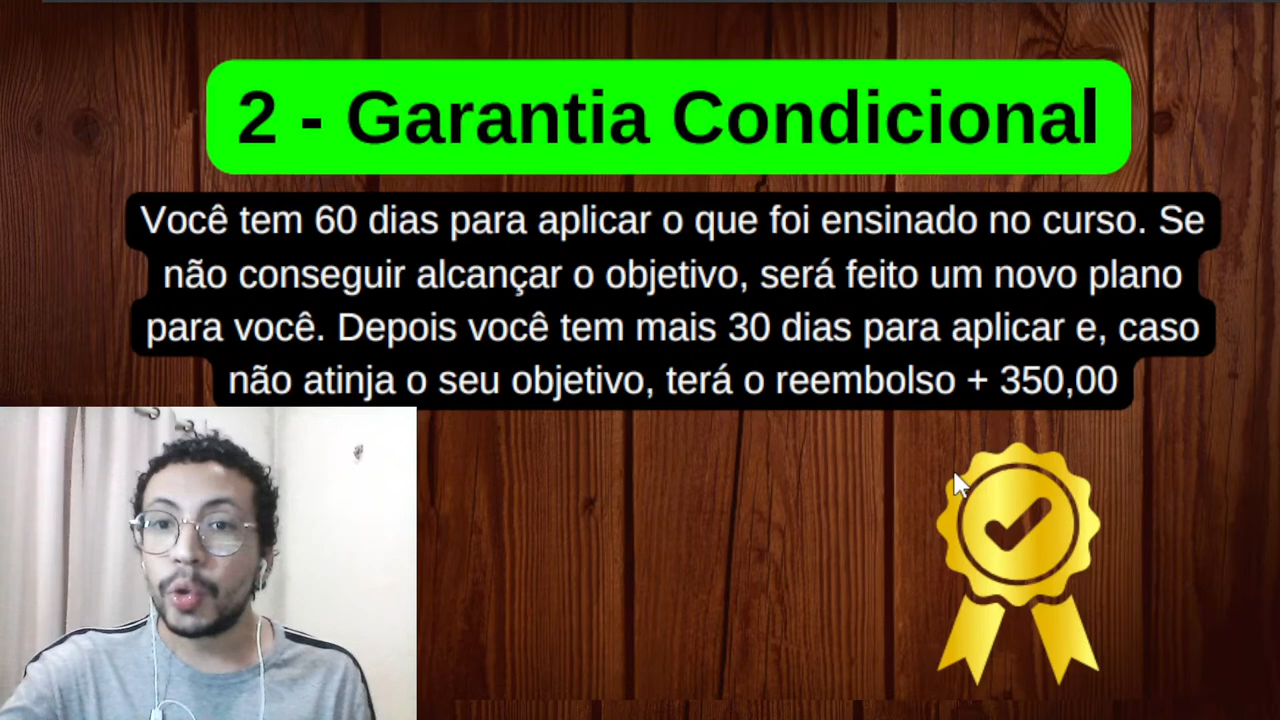 2 - Garantia Condicional
Você tem 60 dias para aplicar o que foi ensinado no curso. Se
não conseguir alcançar o objetivo, será feito um novo plano
para você. Depois você tem mais 30 dias para aplicar e, caso
não atinja o seu objetivo, terá o reembolso + 350,00